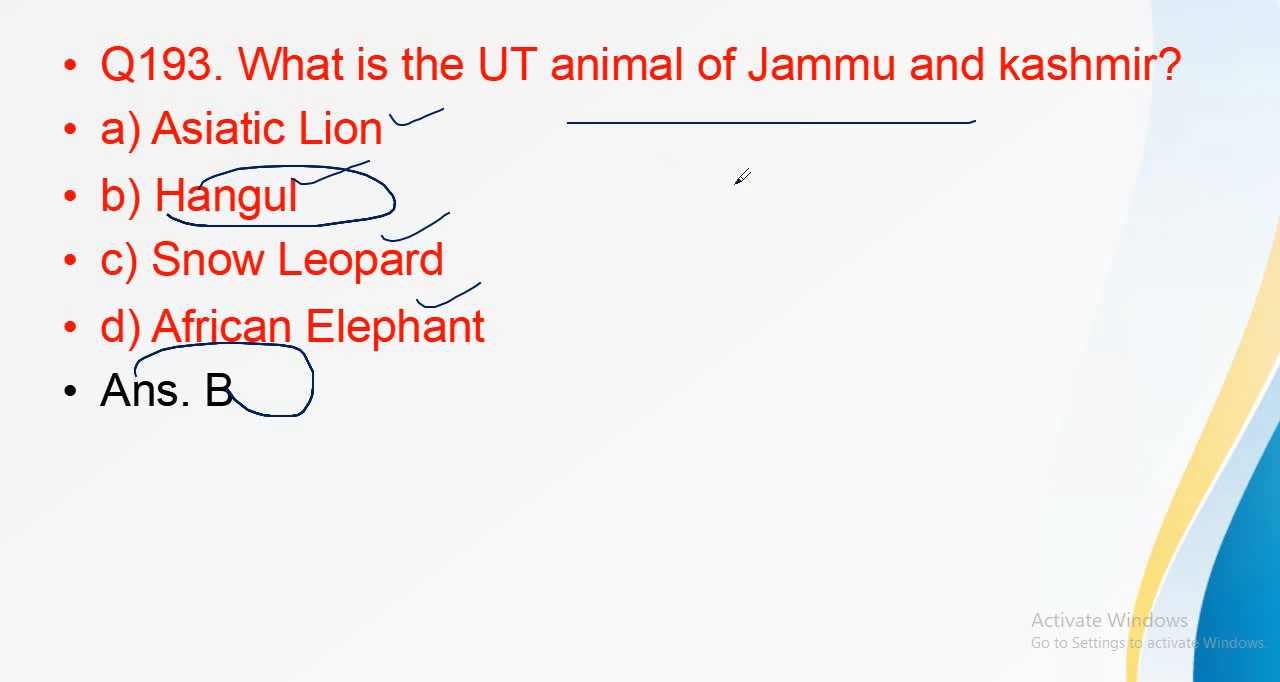 • Q193. What is the UT animal of Jammu and kashmir?
• a) Asiatic Lion
• b) Hangul
• c) Snow Leopard
• d) African Elephant
• Ans. B
Activate Windows
Go to Settings to activate Windows.